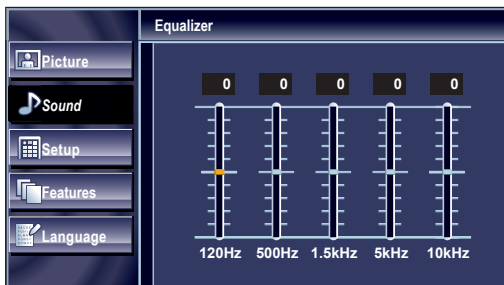 Equalizer
Picture
Sound
Setup
Features
Language
0 0 0 0 0
120Hz 500Hz 1.5kHz 5kHz 10kHz